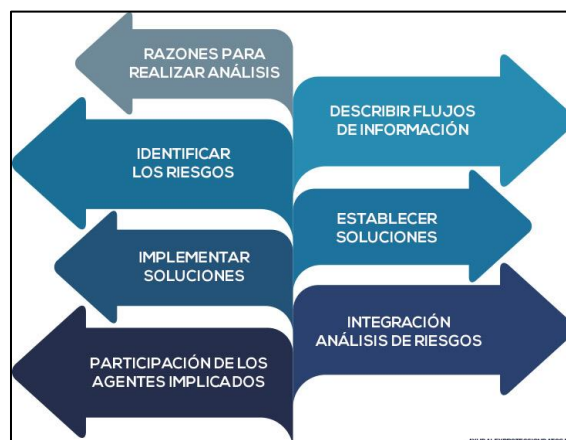 RAZONES PARA
REALIZAR ANÁLISIS
DESCRIBIR FLUJOS
DE INFORMACIÓN
IDENTIFICAR
LOS RIESGOS
ESTABLECER
SOLUCIONES
IMPLEMENTAR
SOLUCIONES
INTEGRACIÓN
ANÁLISIS DE RIESGOS
PARTICIPACIÓN DE LOS
AGENTES IMPLICADOS